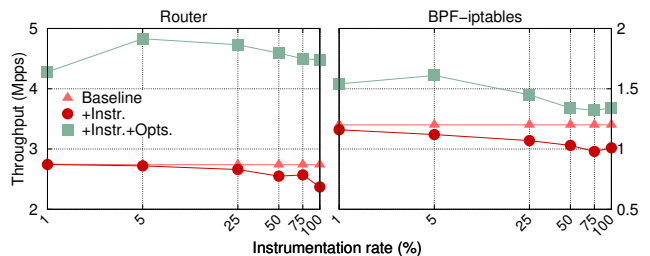 Router
BPF-iptables
Throughput (Mpps)
5
4
3
2
2
1.5
1
0.5
Baseline
+Instr.
+Instr.+Opts.
1
5
25
50
75
100
1
5
25
50
75
100
Instrumentation rate (%)